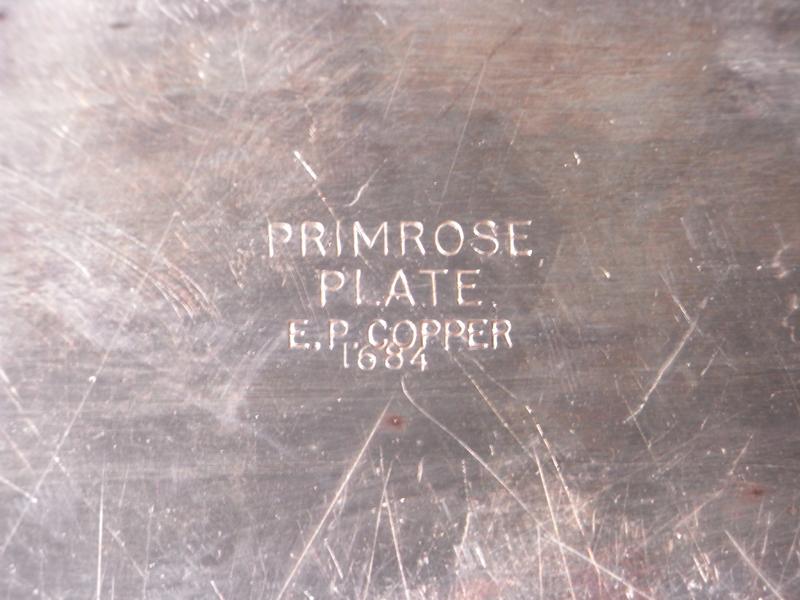 PRIMROSE
PLATE
E.P. COPPER
1684